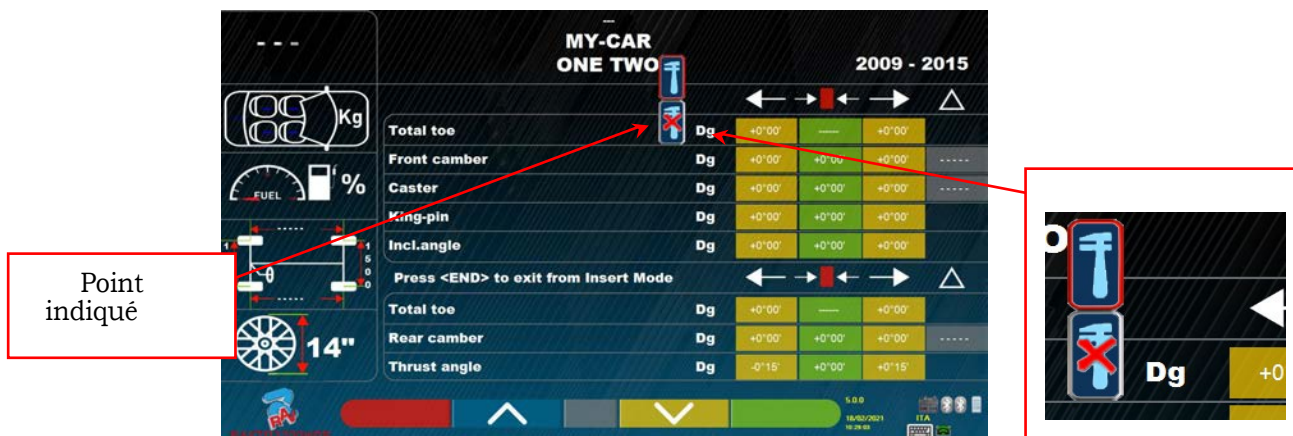 ---
- - -
MY-CAR
ONE TWO
2009 - 2015
Kg
Total toe Dg +0°00' ----- +0°00'
Front camber Dg +0°00' +0°00' +0°00' -----
FUEL %
Caster Dg +0°00' +0°00' +0°00' -----
King-pin Dg +0°00' +0°00' +0°00'
Incl.angle Dg +0°00' +0°00' +0°00'
-----
1 1500
Press <END> to exit from Insert Mode
-----
Total toe Dg +0°00' ----- +0°00'
Rear camber Dg +0°00' +0°00' +0°00' -----
14"
Thrust angle Dg -0°15' +0°00' +0°15'
RAV
5.0.0
18/02/2021
ITA
Point
indiqué
O
Dg +0